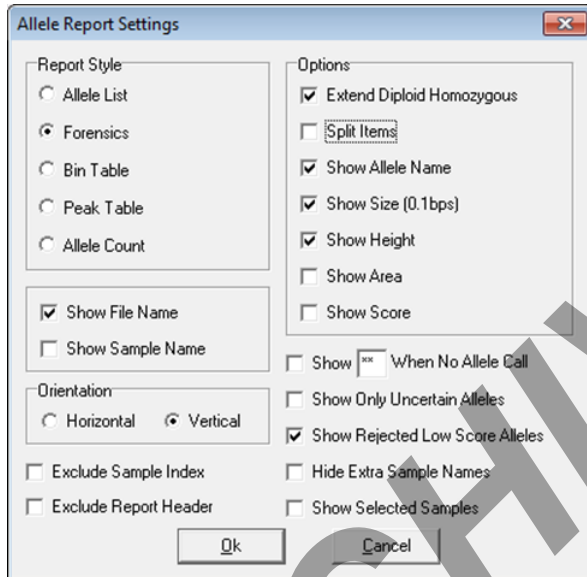 Allele Report Settings
Report Style
Allele List
Forensics
Bin Table
Peak Table
Allele Count
Show File Name
Show Sample Name
Orientation
Horizontal
Vertical
Exclude Sample Index
Exclude Report Header
Options
Extend Diploid Homozygous
Split Items
Show Allele Name
Show Size (0.1bps)
Show Height
Show Area
Show Score
Show ** When No Allele Call
Show Only Uncertain Alleles
Show Rejected Low Score Alleles
Hide Extra Sample Names
Show Selected Samples
Ok
Cancel